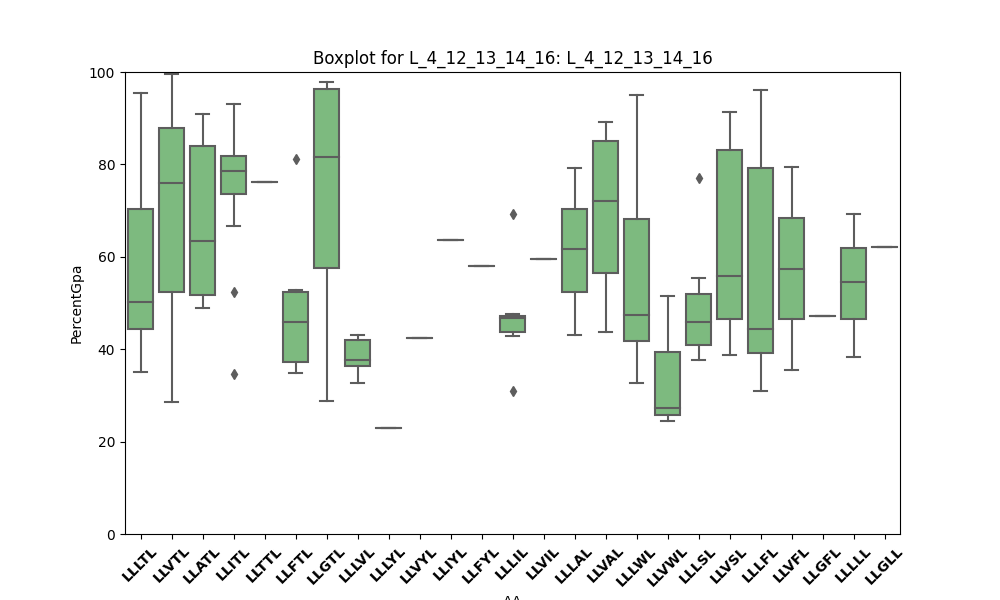 Boxplot for L_4_12_13_14_16: L_4_12_13_14_16
100
80
60
40
20
0
PercentGpa
LLLTL
LLVTL
LLATL
LLITL
LLTTL
LLFTL
LLGTL
LLLVL
LLLYL
LLVYL
LLIYL
LLFYL
LLLIL
LLVIL
LLLAL
LLVAL
LLLWL
LLVWL
LLLSL
LLVSL
LLLFL
LLVFL
LLGFL
LLLLL
LLGLL
AA